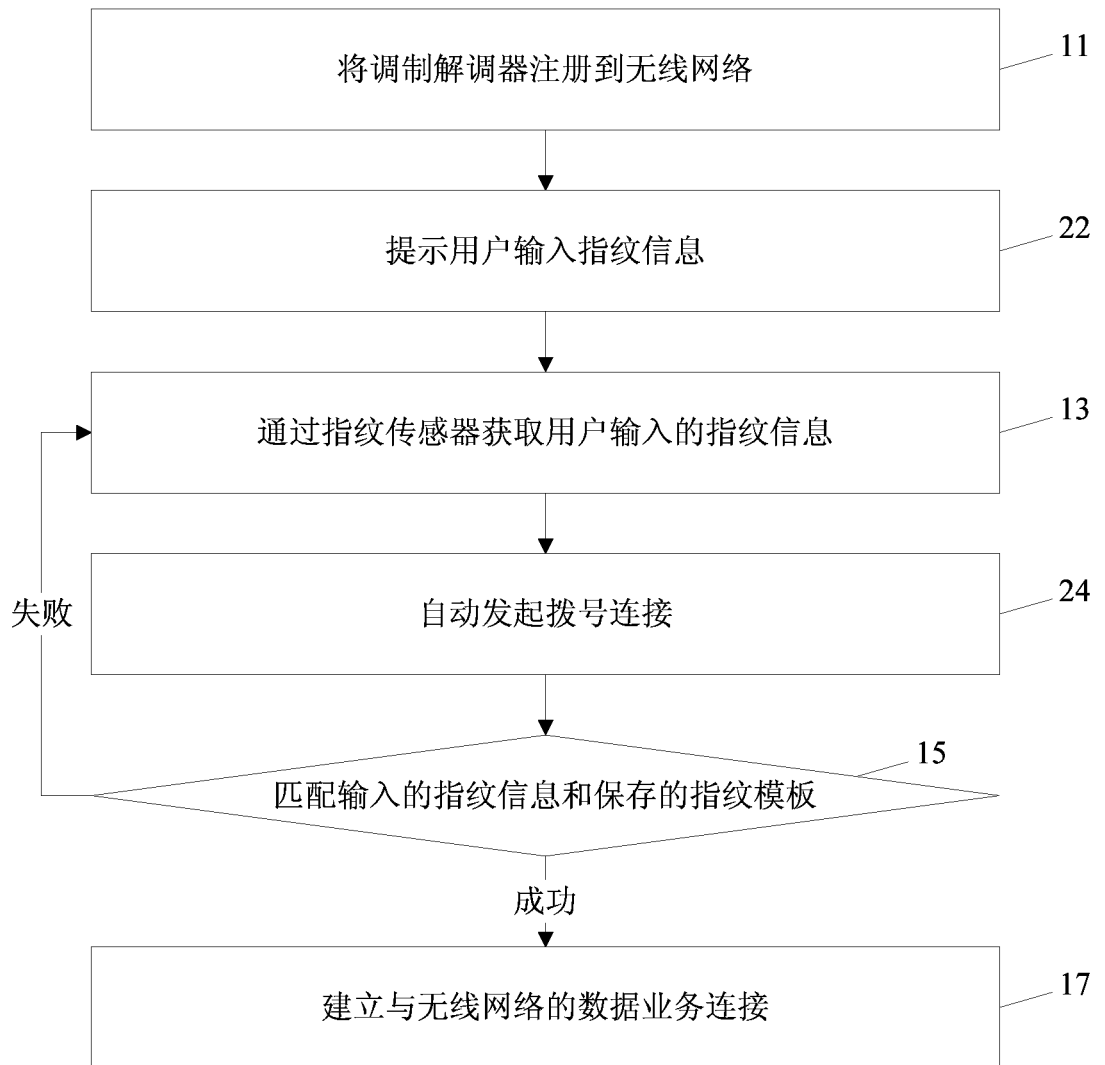 将调制解调器注册到无线网络
11
提示用户输入指纹信息
22
通过指纹传感器获取用户输入的指纹信息
13
自动发起拨号连接
24
失败
匹配输入的指纹信息和保存的指纹模板
15
成功
建立与无线网络的数据业务连接
17